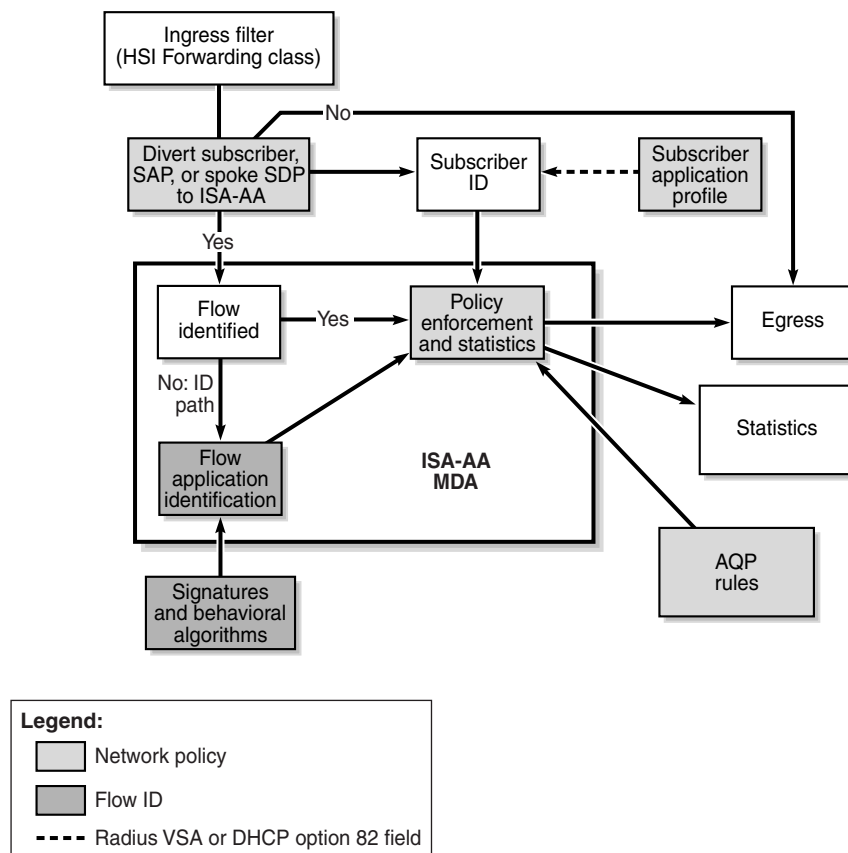 Ingress filter
(HSI Forwarding class)
No
Divert subscriber,
SAP, or spoke SDP
to ISA-AA
Subscriber
ID
Subscriber
application
profile
Yes
Flow
identified
Yes
Policy
enforcement
and statistics
Egress
No: ID
path
Statistics
Flow
application
identification
ISA-AA
MDA
AQP
rules
Signatures
and behavioral
algorithms
Legend:
Network policy
Flow ID
Radius VSA or DHCP option 82 field